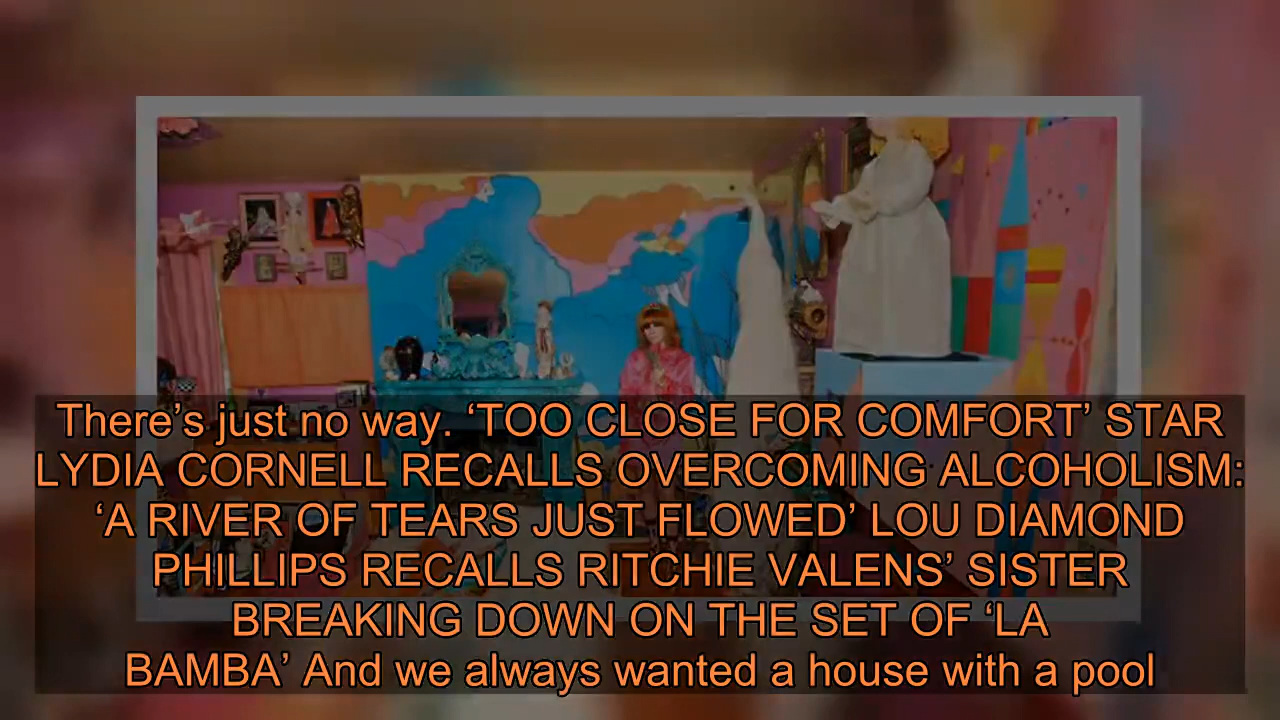 There’s just no way. ‘TOO CLOSE FOR COMFORT’ STAR
LYDIA CORNELL RECALLS OVERCOMING ALCOHOLISM:
‘A RIVER OF TEARS JUST FLOWED’ LOU DIAMOND
PHILLIPS RECALLS RITCHIE VALENS’ SISTER
BREAKING DOWN ON THE SET OF ‘LA
BAMBA’ And we always wanted a house with a pool